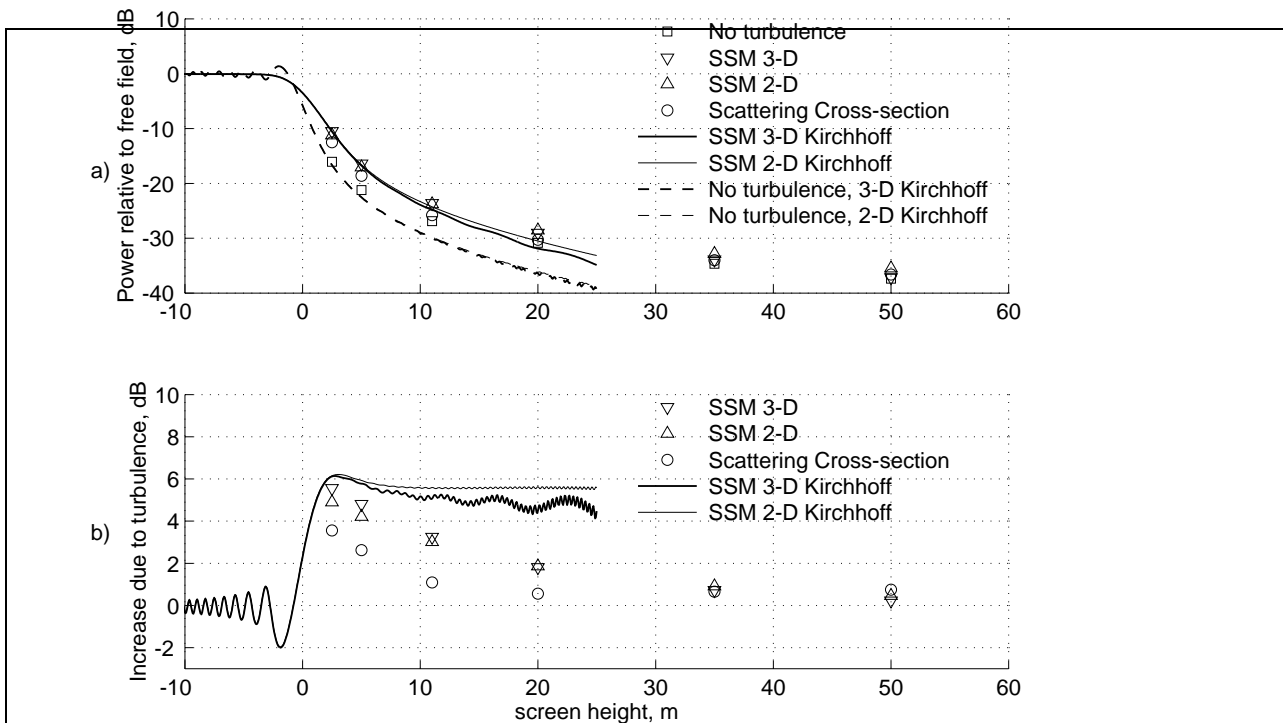 a)
Power relative to free field, dB
10
0
-10
-20
-30
-40
-10
0
10
20
30
40
50
60
No turbulence
SSM 3-D
SSM 2-D
Scattering Cross-section
SSM 3-D Kirchhoff
SSM 2-D Kirchhoff
No turbulence, 3-D Kirchhoff
No turbulence, 2-D Kirchhoff
b)
Increase due to turbulence, dB
10
8
6
4
2
0
-2
-10
0
10
20
30
40
50
60
SSM 3-D
SSM 2-D
Scattering Cross-section
SSM 3-D Kirchhoff
SSM 2-D Kirchhoff
screen height, m